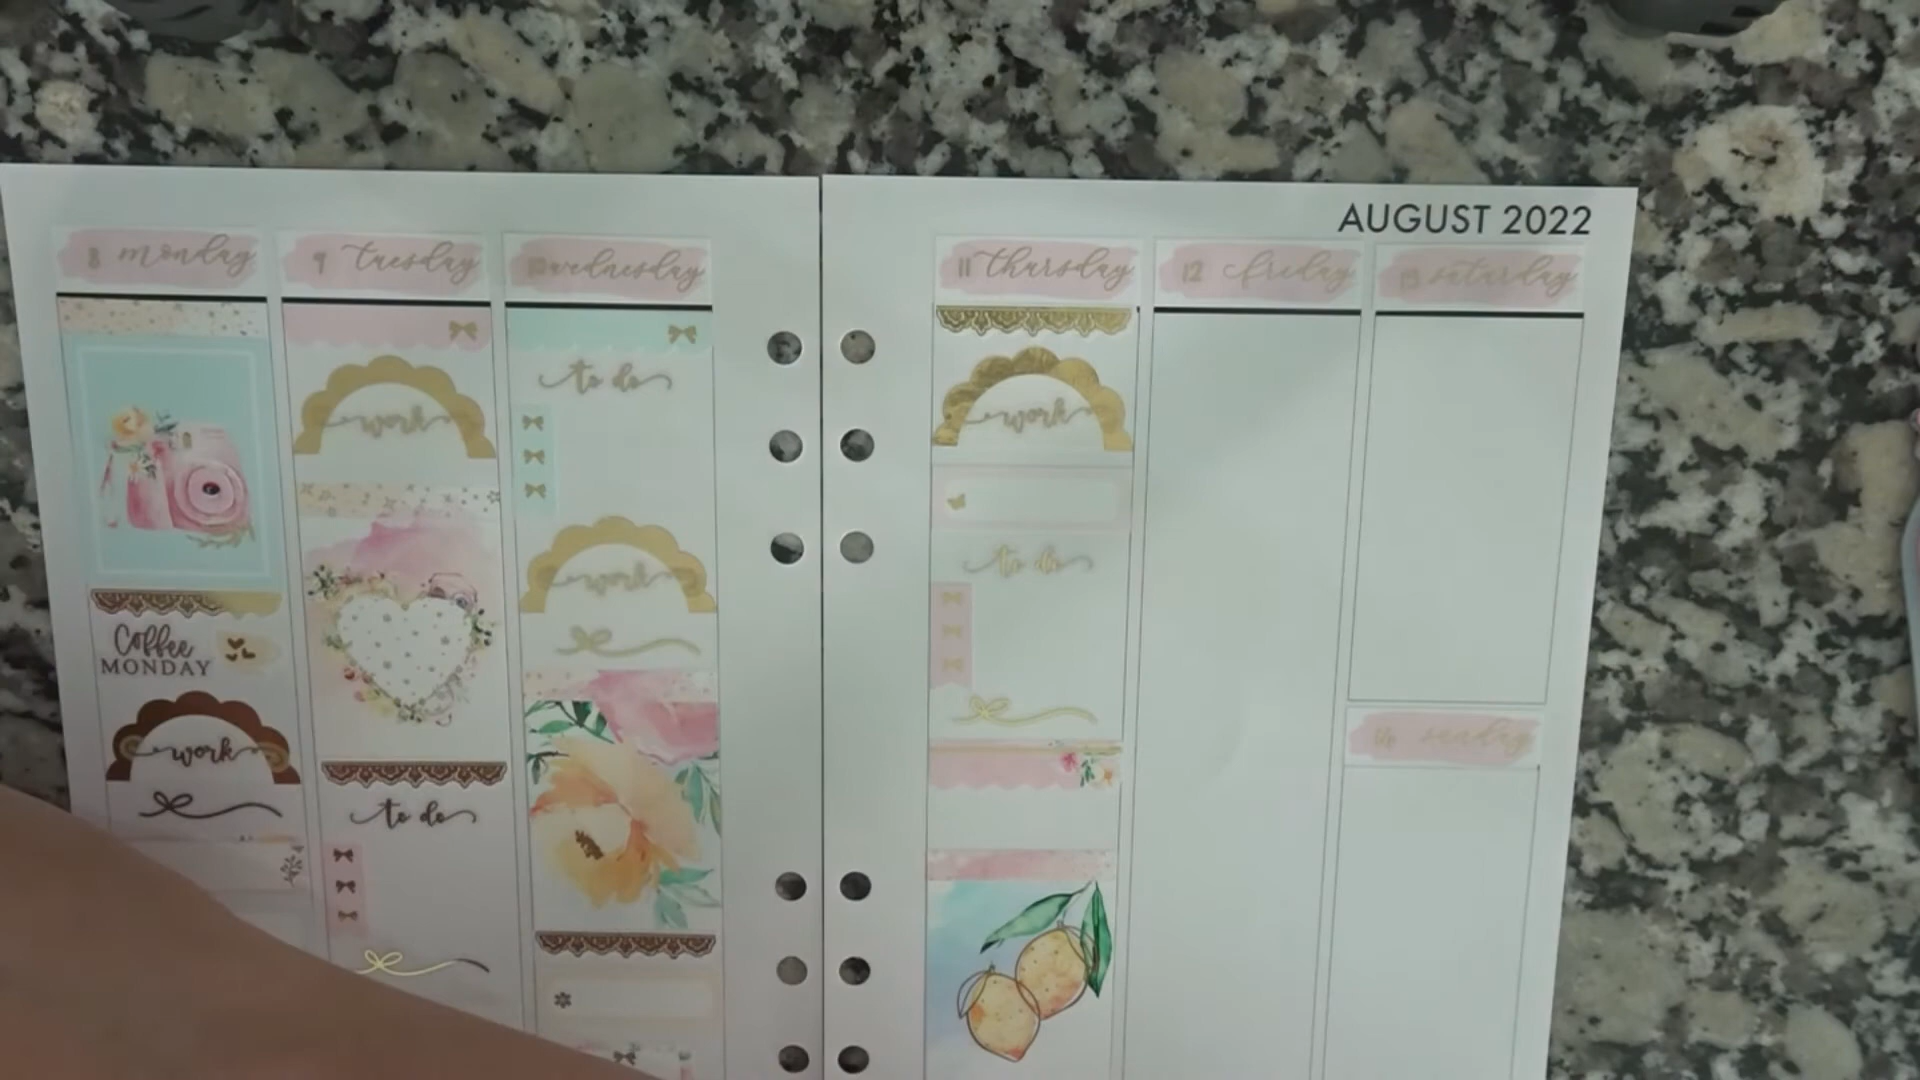 AUGUST 2022
8 monday
9 tuesday
10 wednesday
11 thursday
12 friday
13 saturday
work
to do
work
to do
work
Coffee
MONDAY
work
to do
14 sunday